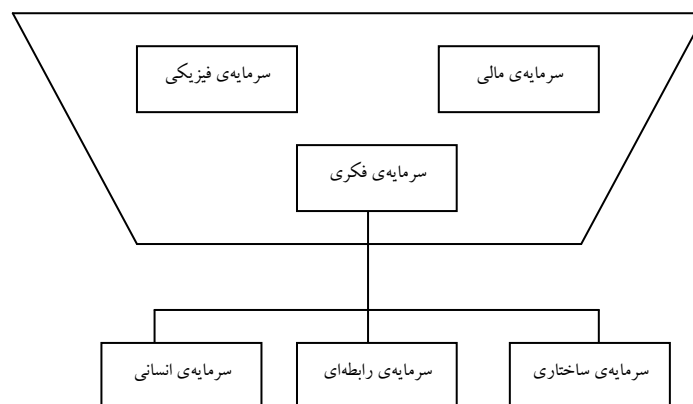 سرمایه‌ی مالی
سرمایه‌ی فیزیکی
سرمایه‌ی فکری
سرمایه‌ی ساختاری
سرمایه‌ی رابطه‌ای
سرمایه‌ی انسانی